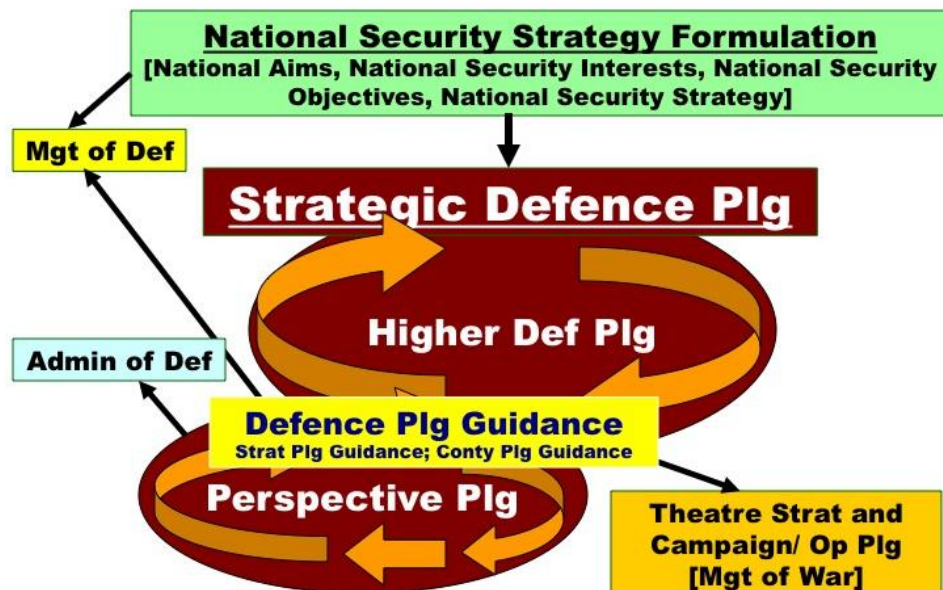 National Security Strategy Formulation
[National Aims, National Security Interests, National Security
Objectives, National Security Strategy]
Mgt of Def
Strategic Defence Plg
Higher Def Plg
Admin of Def
Defence Plg Guidance
Strat Plg Guidance; Conty Plg Guidance
Perspective Plg
Theatre Strat and
Campaign/ Op Plg
[Mgt of War]